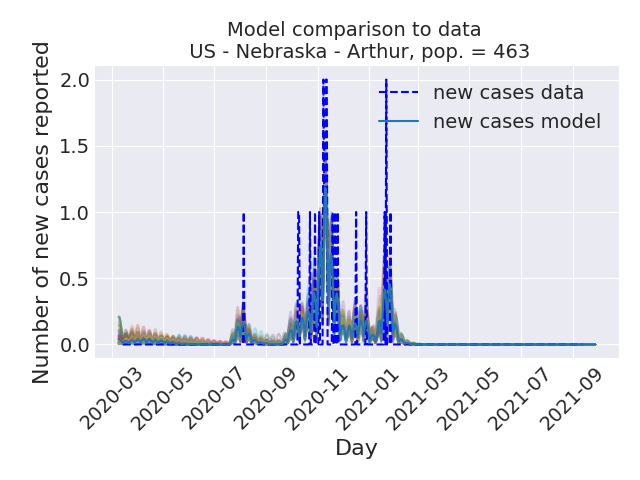 Model comparison to data
US - Nebraska - Arthur, pop. = 463
Number of new cases reported
2.0
1.5
1.0
0.5
0.0
new cases data
new cases model
2020-03
2020-05
2020-07
2020-09
2020-11
2021-01
2021-03
2021-05
2021-07
2021-09
Day